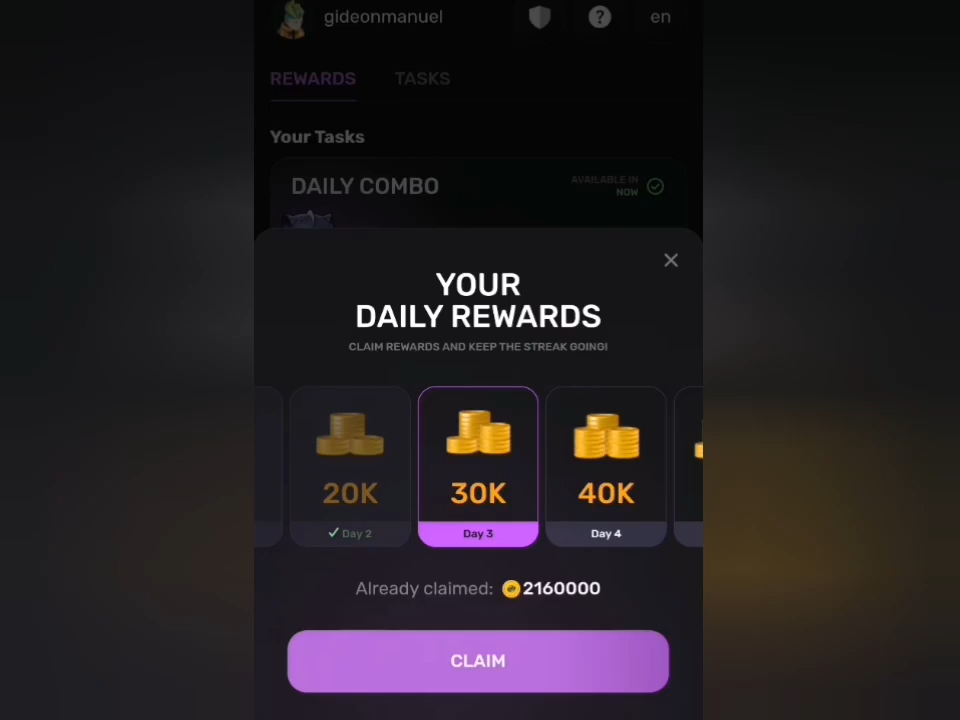 gideonmanuel
?
en
REWARDS
TASKS
Your Tasks
DAILY COMBO
AVAILABLE IN
NOW
YOUR
DAILY REWARDS
CLAIM REWARDS AND KEEP THE STREAK GOING!
20K
30K
40K
Day 2
Day 3
Day 4
Already claimed: 2160000
CLAIM